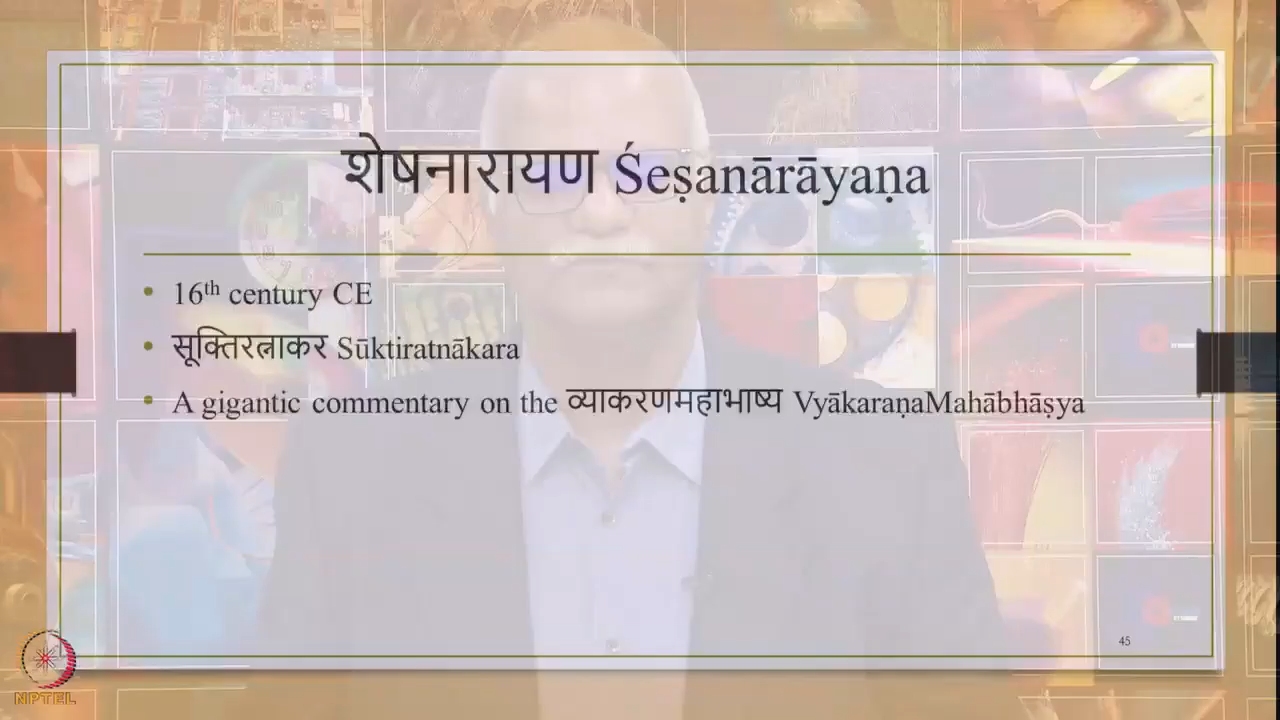 शेषनारायण Śeṣanārāyaṇa
16th century CE
सूक्तिरत्नाकर Sūktiratnākara
A gigantic commentary on the व्याकरणमहाभाष्य VyākaraṇaMahābhāṣya
45
NPTEL